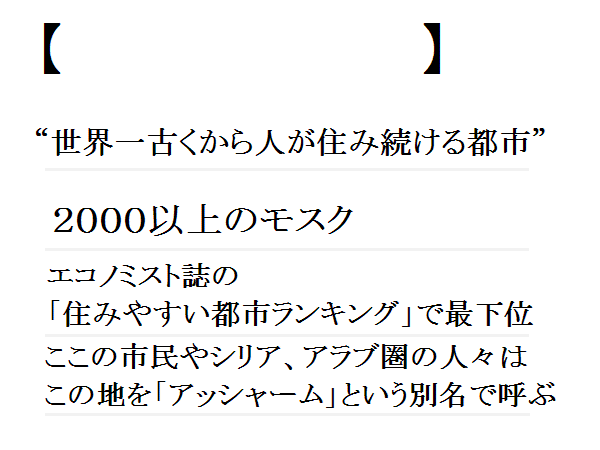 【　　　　　　　】
“世界一古くから人が住み続ける都市”
2000以上のモスク
エコノミスト誌の
「住みやすい都市ランキング」で最下位
ここの市民やシリア、アラブ圏の人々は
この地を「アッシャーム」という別名で呼ぶ